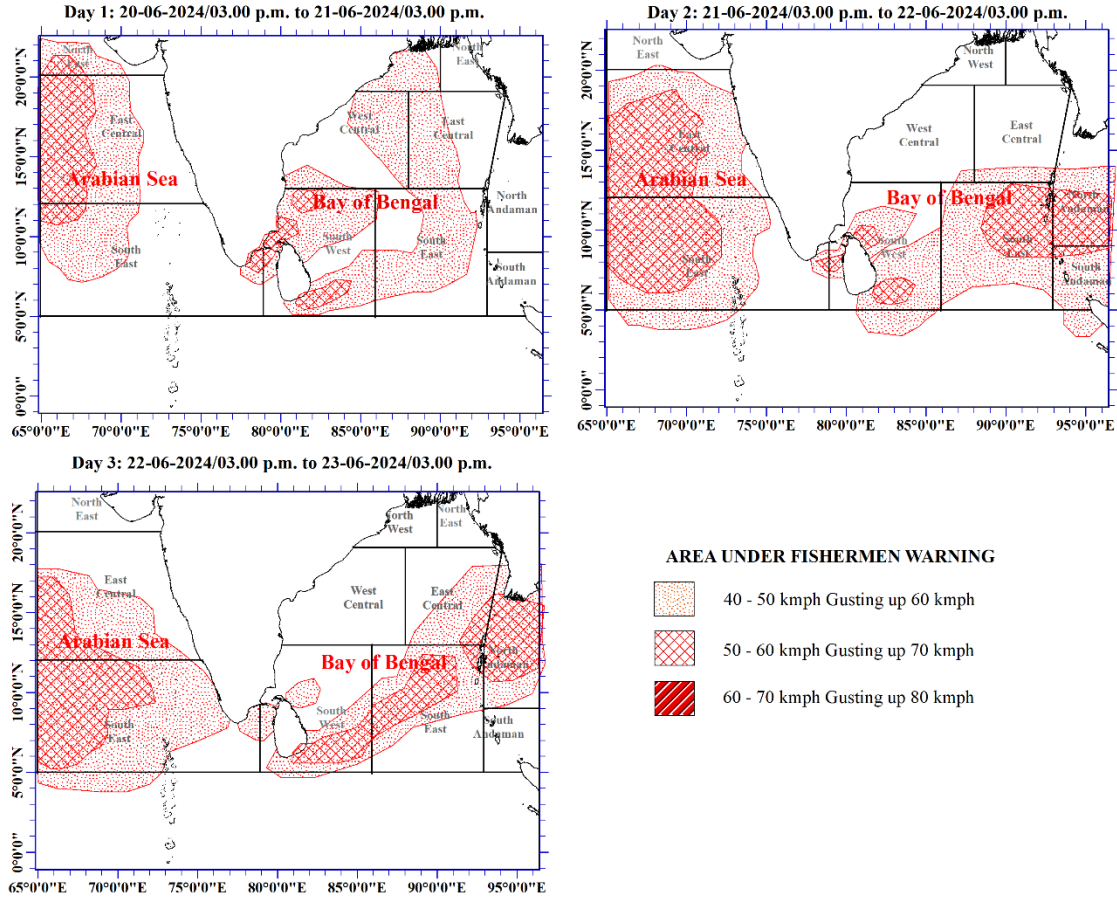 Day 1: 20-06-2024/03.00 p.m. to 21-06-2024/03.00 p.m.
North
East
North
East
West
Central
East
Central
East
Central
Arabian Sea
Bay of Bengal
North
Andaman
South
East
South
West
South
East
South
Andaman
20°0'0"N
15°0'0"N
10°0'0"N
5°0'0"N
0°0'0"
65°0'0"E 70°0'0"E 75°0'0"E 80°0'0"E 85°0'0"E 90°0'0"E 95°0'0"E
Day 2: 21-06-2024/03.00 p.m. to 22-06-2024/03.00 p.m.
North
East
North
West
East
Central
West
Central
East
Central
Arabian Sea
Bay of Bengal
North
Andaman
South
East
South
West
South
East
South
Andaman
20°0'0"N
15°0'0"N
10°0'0"N
5°0'0"N
0°0'0"
65°0'0"E 70°0'0"E 75°0'0"E 80°0'0"E 85°0'0"E 90°0'0"E 95°0'0"E
Day 3: 22-06-2024/03.00 p.m. to 23-06-2024/03.00 p.m.
North
East
North
West
North
East
East
Central
West
Central
East
Central
Arabian Sea
Bay of Bengal
North
Andaman
South
East
South
West
South
East
South
Andaman
20°0'0"N
15°0'0"N
10°0'0"N
5°0'0"N
0°0'0"
65°0'0"E 70°0'0"E 75°0'0"E 80°0'0"E 85°0'0"E 90°0'0"E 95°0'0"E
AREA UNDER FISHERMEN WARNING
40 - 50 kmph Gusting up 60 kmph
50 - 60 kmph Gusting up 70 kmph
60 - 70 kmph Gusting up 80 kmph